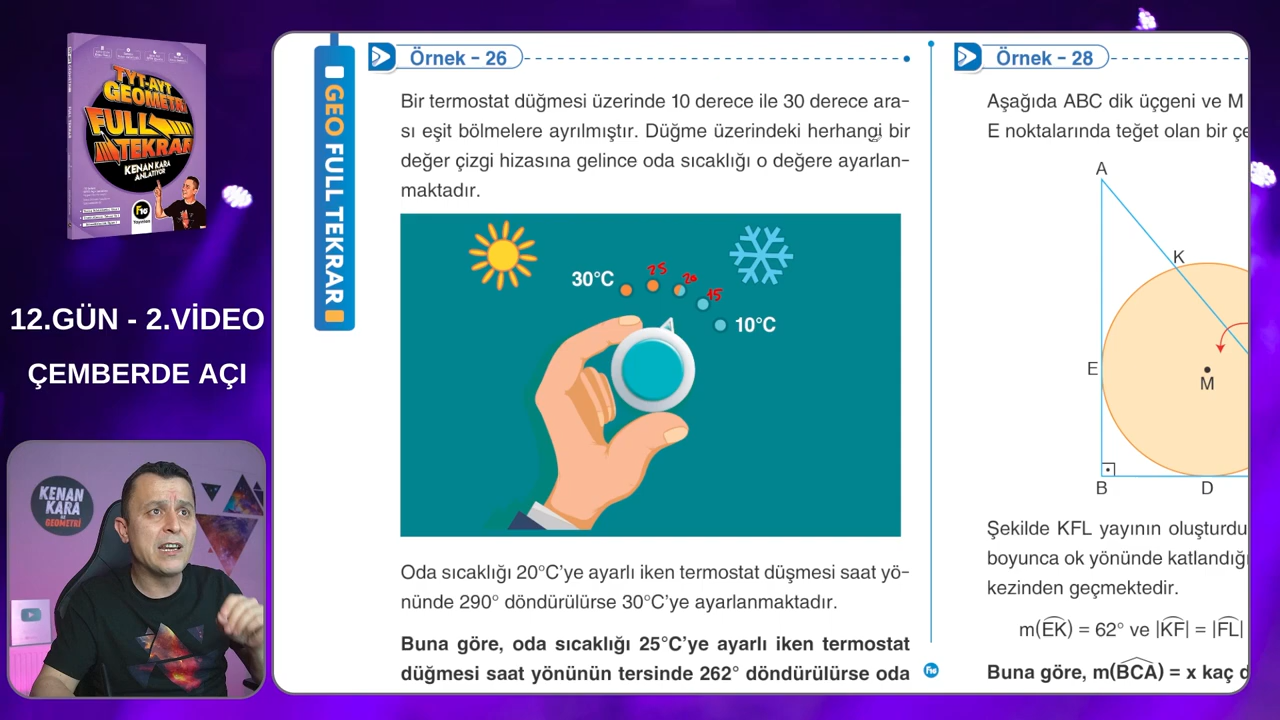 TYT-AYT
GEOMETRİ
FULL
TEKRAR
KENAN KARA
ANLATIYOR
F10
Yayınları
12.GÜN - 2.VİDEO
ÇEMBERDE AÇI
KENAN
KARA
İLE
GEOMETRİ
GEO FULL TEKRAR
Örnek - 26
Bir termostat düğmesi üzerinde 10 derece ile 30 derece ara-
sı eşit bölmelere ayrılmıştır. Düğme üzerindeki herhangi bir
değer çizgi hizasına gelince oda sıcaklığı o değere ayarlan-
maktadır.
30°C
25
20
15
10°C
Oda sıcaklığı 20°C'ye ayarlı iken termostat düşmesi saat yö-
nünde 290° döndürülürse 30°C'ye ayarlanmaktadır.
Buna göre, oda sıcaklığı 25°C'ye ayarlı iken termostat
düğmesi saat yönünün tersinde 262° döndürülürse oda
F10
Örnek - 28
Aşağıda ABC dik üçgeni ve M
E noktalarında teğet olan bir çe
A
K
E
M
B
D
Şekilde KFL yayının oluşturdu
boyunca ok yönünde katlandığı
kezinden geçmektedir.
m(EK) = 62° ve |KF| = |FL|
Buna göre, m(BCA) = x kaç d